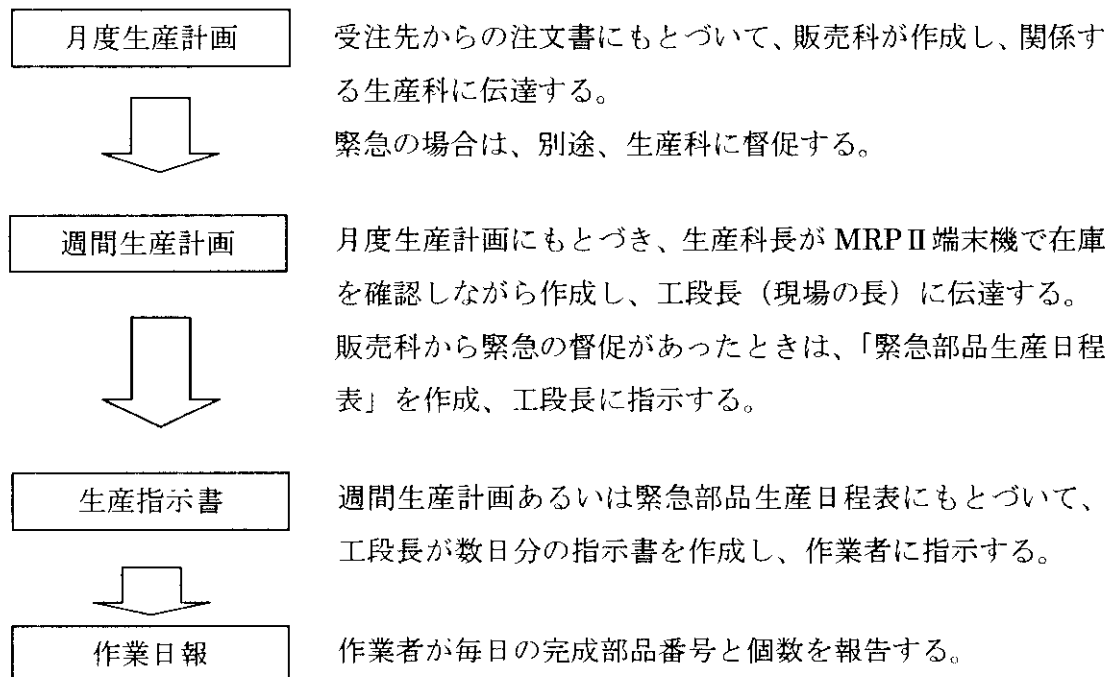 月度生産計画
受注先からの注文書にもとづいて、販売科が作成し、関係す
る生産科に伝達する。
緊急の場合は、別途、生産科に督促する。
週間生産計画
月度生産計画にもとづき、生産科長が MRPⅡ端末機で在庫
を確認しながら作成し、工段長（現場の長）に伝達する。
販売科から緊急の督促があったときは、「緊急部品生産日程
表」を作成、工段長に指示する。
生産指示書
週間生産計画あるいは緊急部品生産日程表にもとづいて、
工段長が数日分の指示書を作成し、作業者に指示する。
作業日報
作業者が毎日の完成部品番号と個数を報告する。